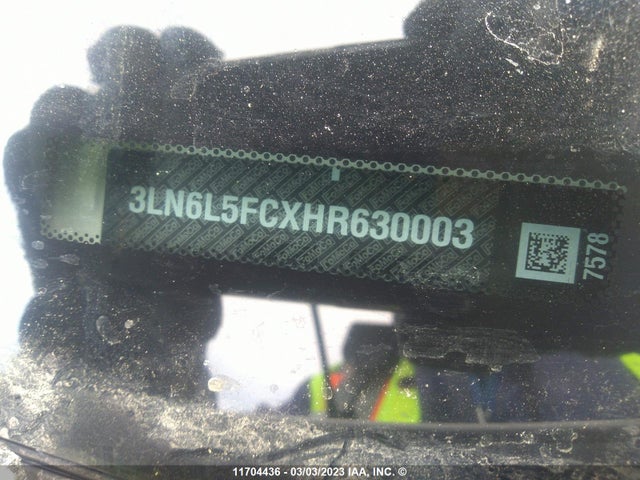 3LN6L5FCXHR630003
7578
11704436 - 03/03/2023 IAA, INC. ©